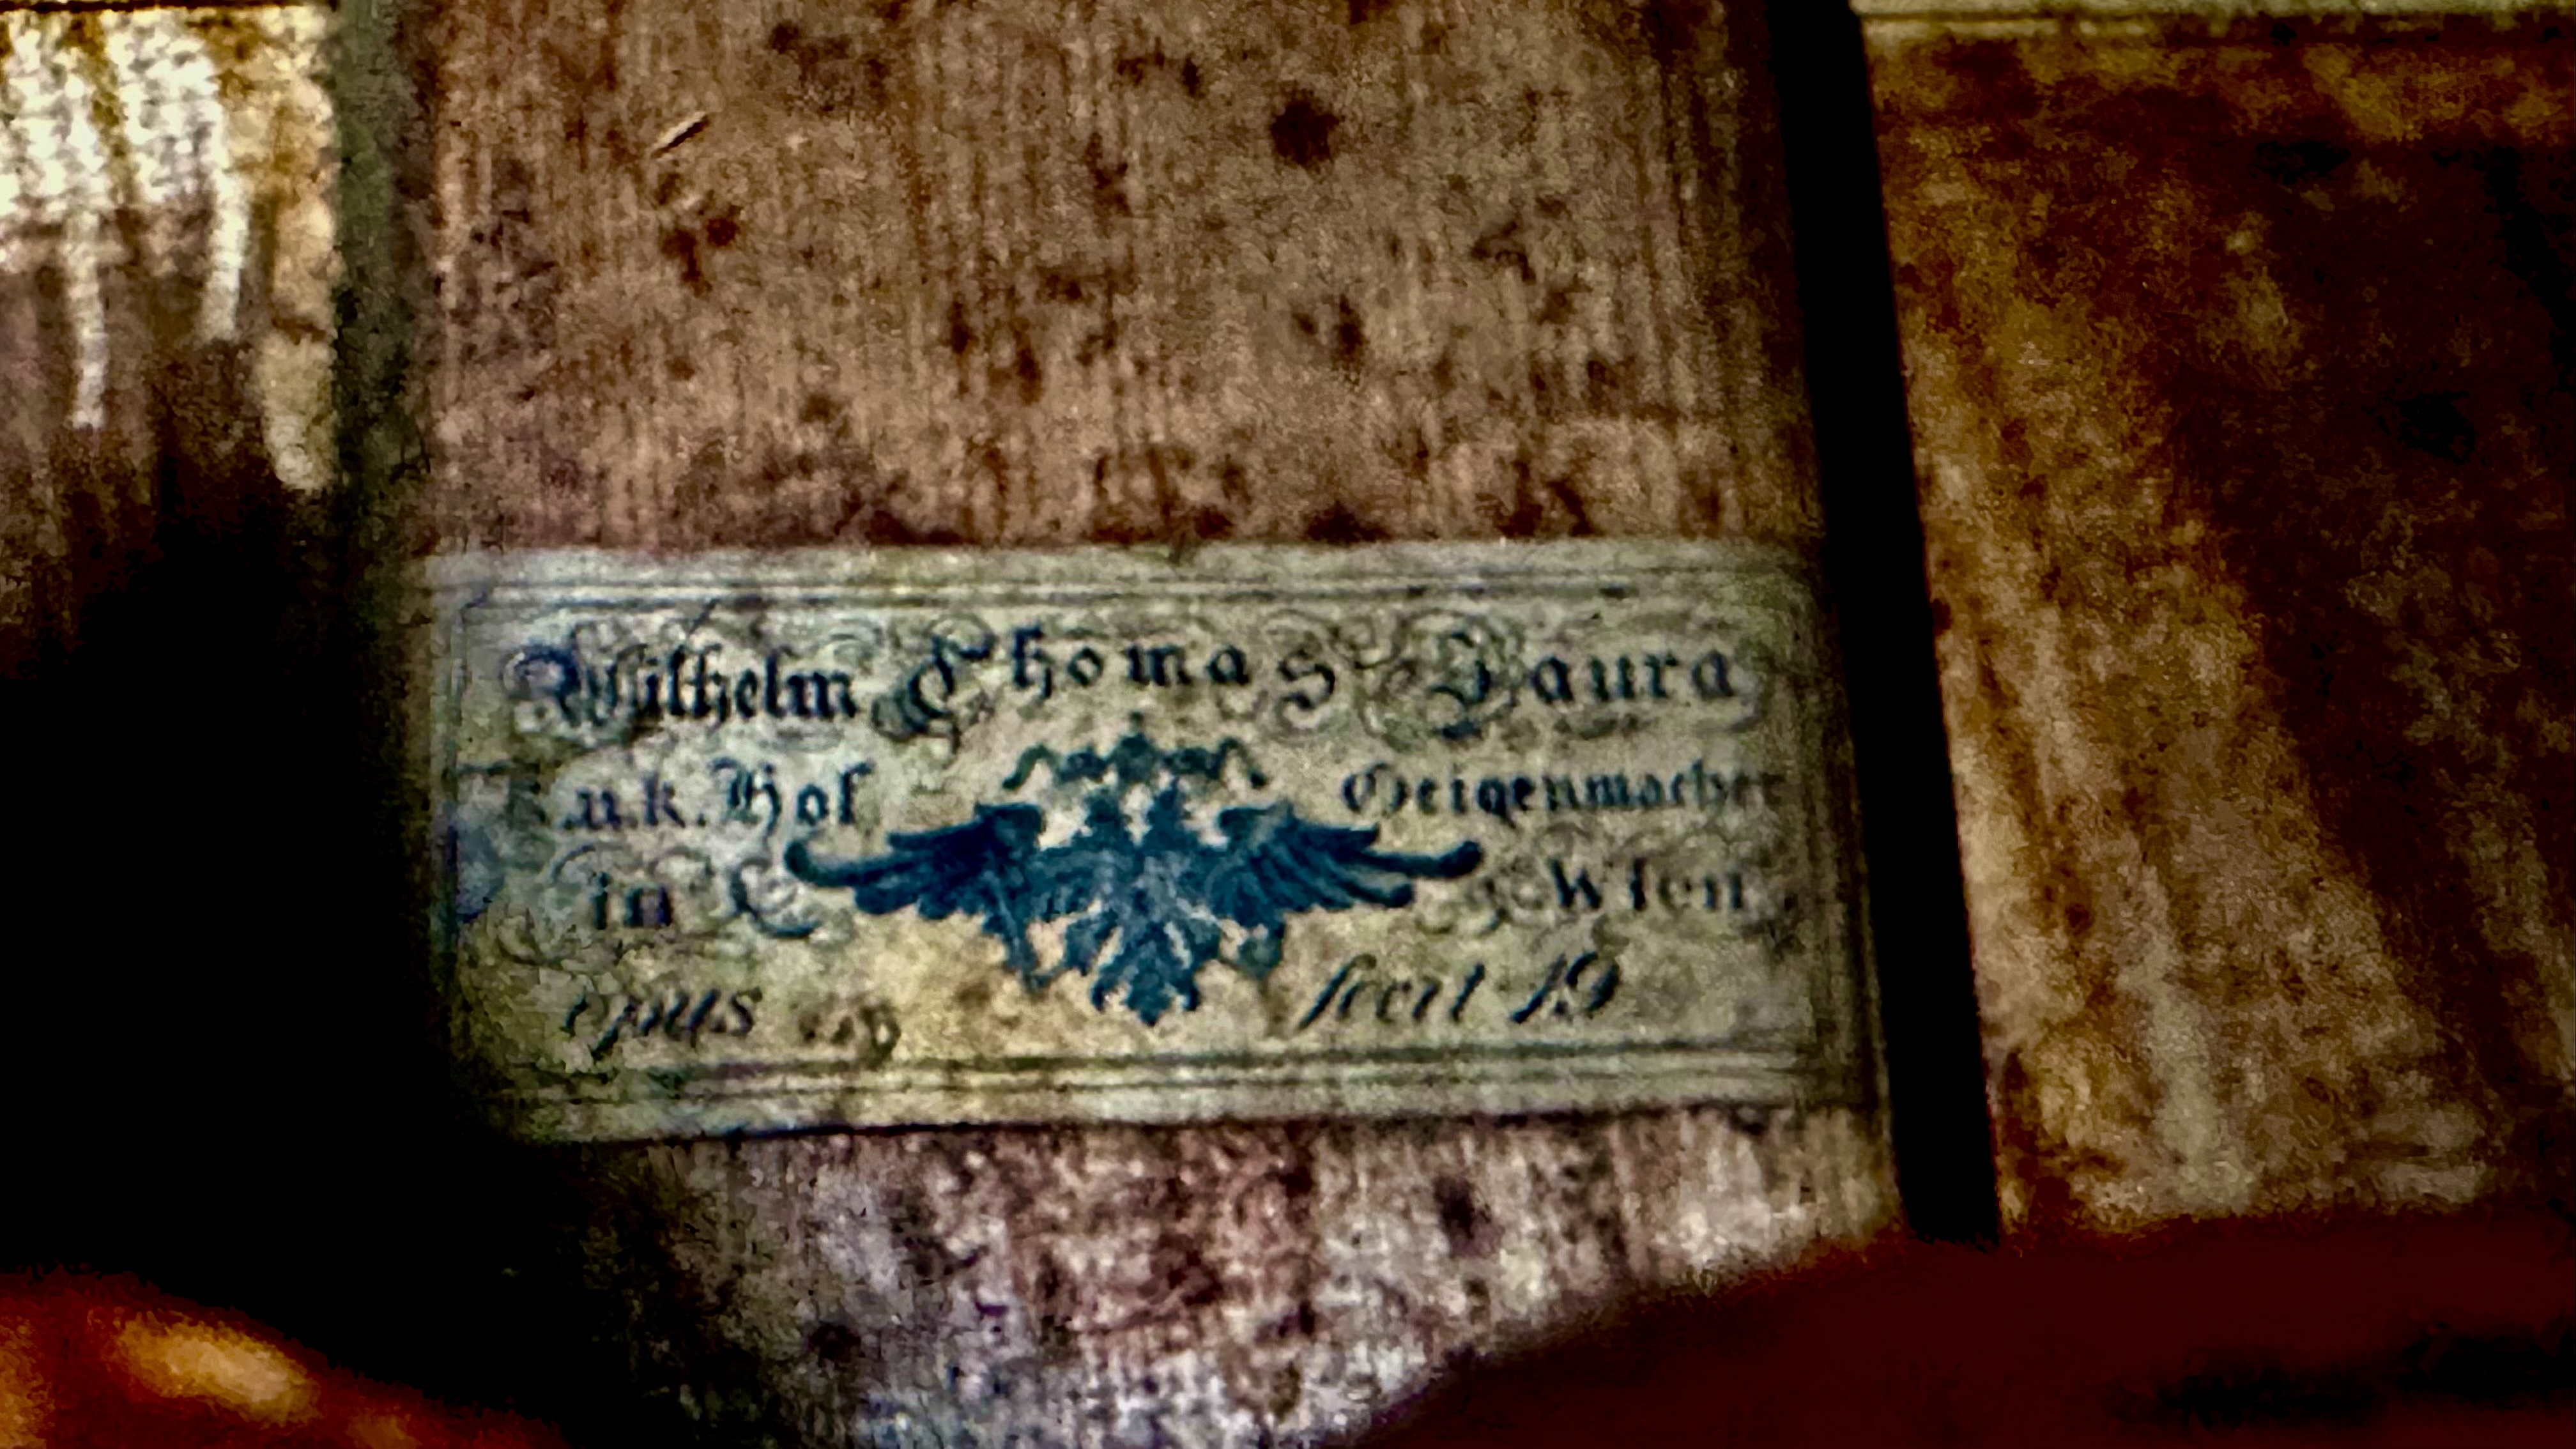 Wilhelm Thomas Jaura
K.u.k. Hof Geigenmacher
in Wien
opus fecit 19